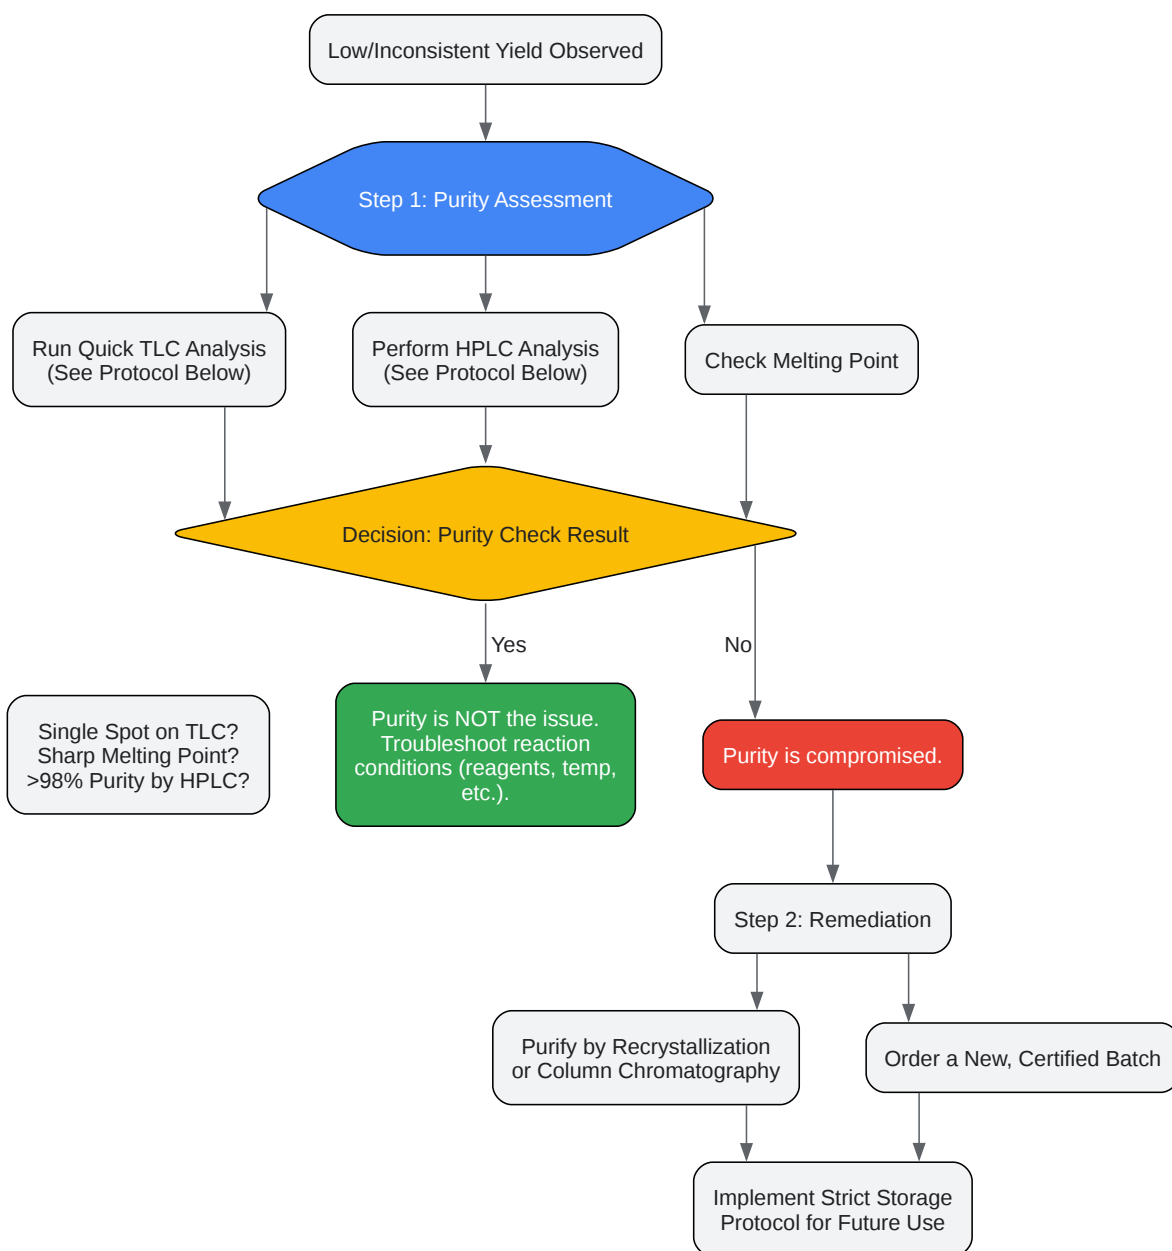 Low/Inconsistent Yield Observed
Step 1: Purity Assessment
Run Quick TLC Analysis
(See Protocol Below)
Perform HPLC Analysis
(See Protocol Below)
Check Melting Point
Decision: Purity Check Result
Yes
No
Single Spot on TLC?
Sharp Melting Point?
>98% Purity by HPLC?
Purity is NOT the issue.
Troubleshoot reaction
conditions (reagents, temp,
etc.).
Purity is compromised.
Step 2: Remediation
Purify by Recrystallization
or Column Chromatography
Order a New, Certified Batch
Implement Strict Storage
Protocol for Future Use